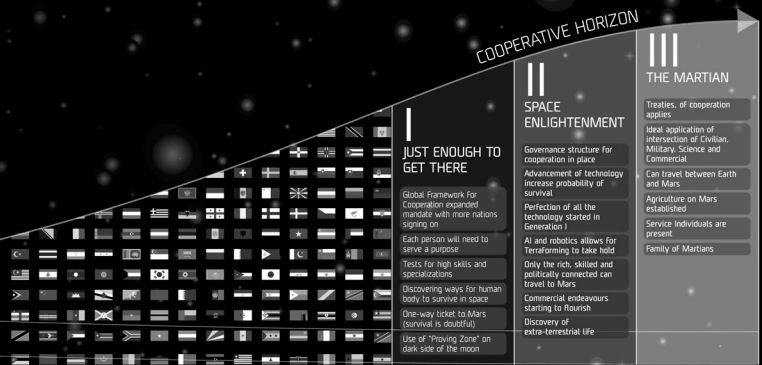 COOPERATIVE HORIZON
I
JUST ENOUGH TO
GET THERE
Global Framework for
Cooperation expanded
mandate with more nations
signing on
Each person will need to
serve a purpose
Tests for high skills and
specializations
Discovering ways for human
body to survive in space
One-way ticket to Mars
(survival is doubtful)
Use of "Proving Zone" on
dark side of the moon
II
SPACE
ENLIGHTENMENT
Governance structure for
cooperation in place
Advancement of technology
increase probability of
survival
Perfection of all the
technology started in
Generation I
AI and robotics allows for
Terraforming to take hold
Only the rich, skilled and
politically connected can
travel to Mars
Commercial endeavours
starting to flourish
Discovery of
extra-terrestrial life
III
THE MARTIAN
Treaties, of cooperation
applies
Ideal application of
intersection of Civilian,
Military, Science and
Commercial
Can travel between Earth
and Mars
Agriculture on Mars
established
Service Individuals are
present
Family of Martians